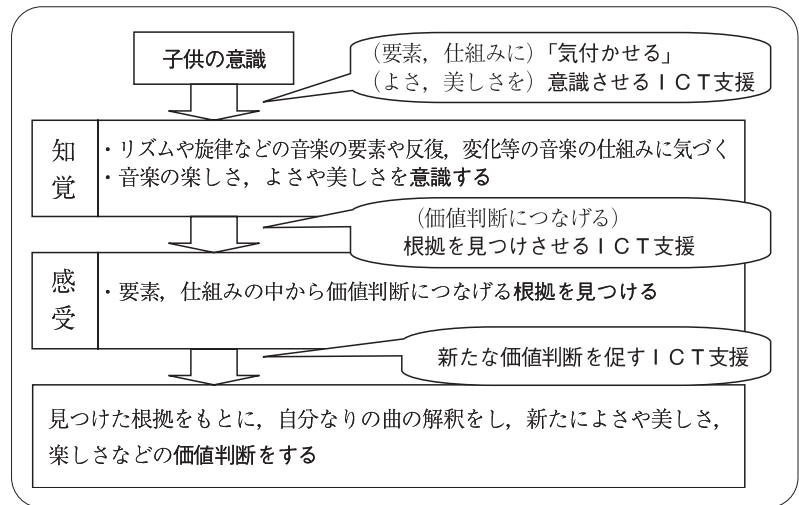 子供の意識
(要素，仕組みに)「気付かせる」
(よさ，美しさを) 意識させるＩＣＴ支援
知覚
・リズムや旋律などの音楽の要素や反復，変化等の音楽の仕組みに気づく
・音楽の楽しさ，よさや美しさを意識する
(価値判断につなげる)
根拠を見つけさせるＩＣＴ支援
感受
・要素，仕組みの中から価値判断につなげる根拠を見つける
新たな価値判断を促すＩＣＴ支援
見つけた根拠をもとに，自分なりの曲の解釈をし，新たによさや美しさ，
楽しさなどの価値判断をする